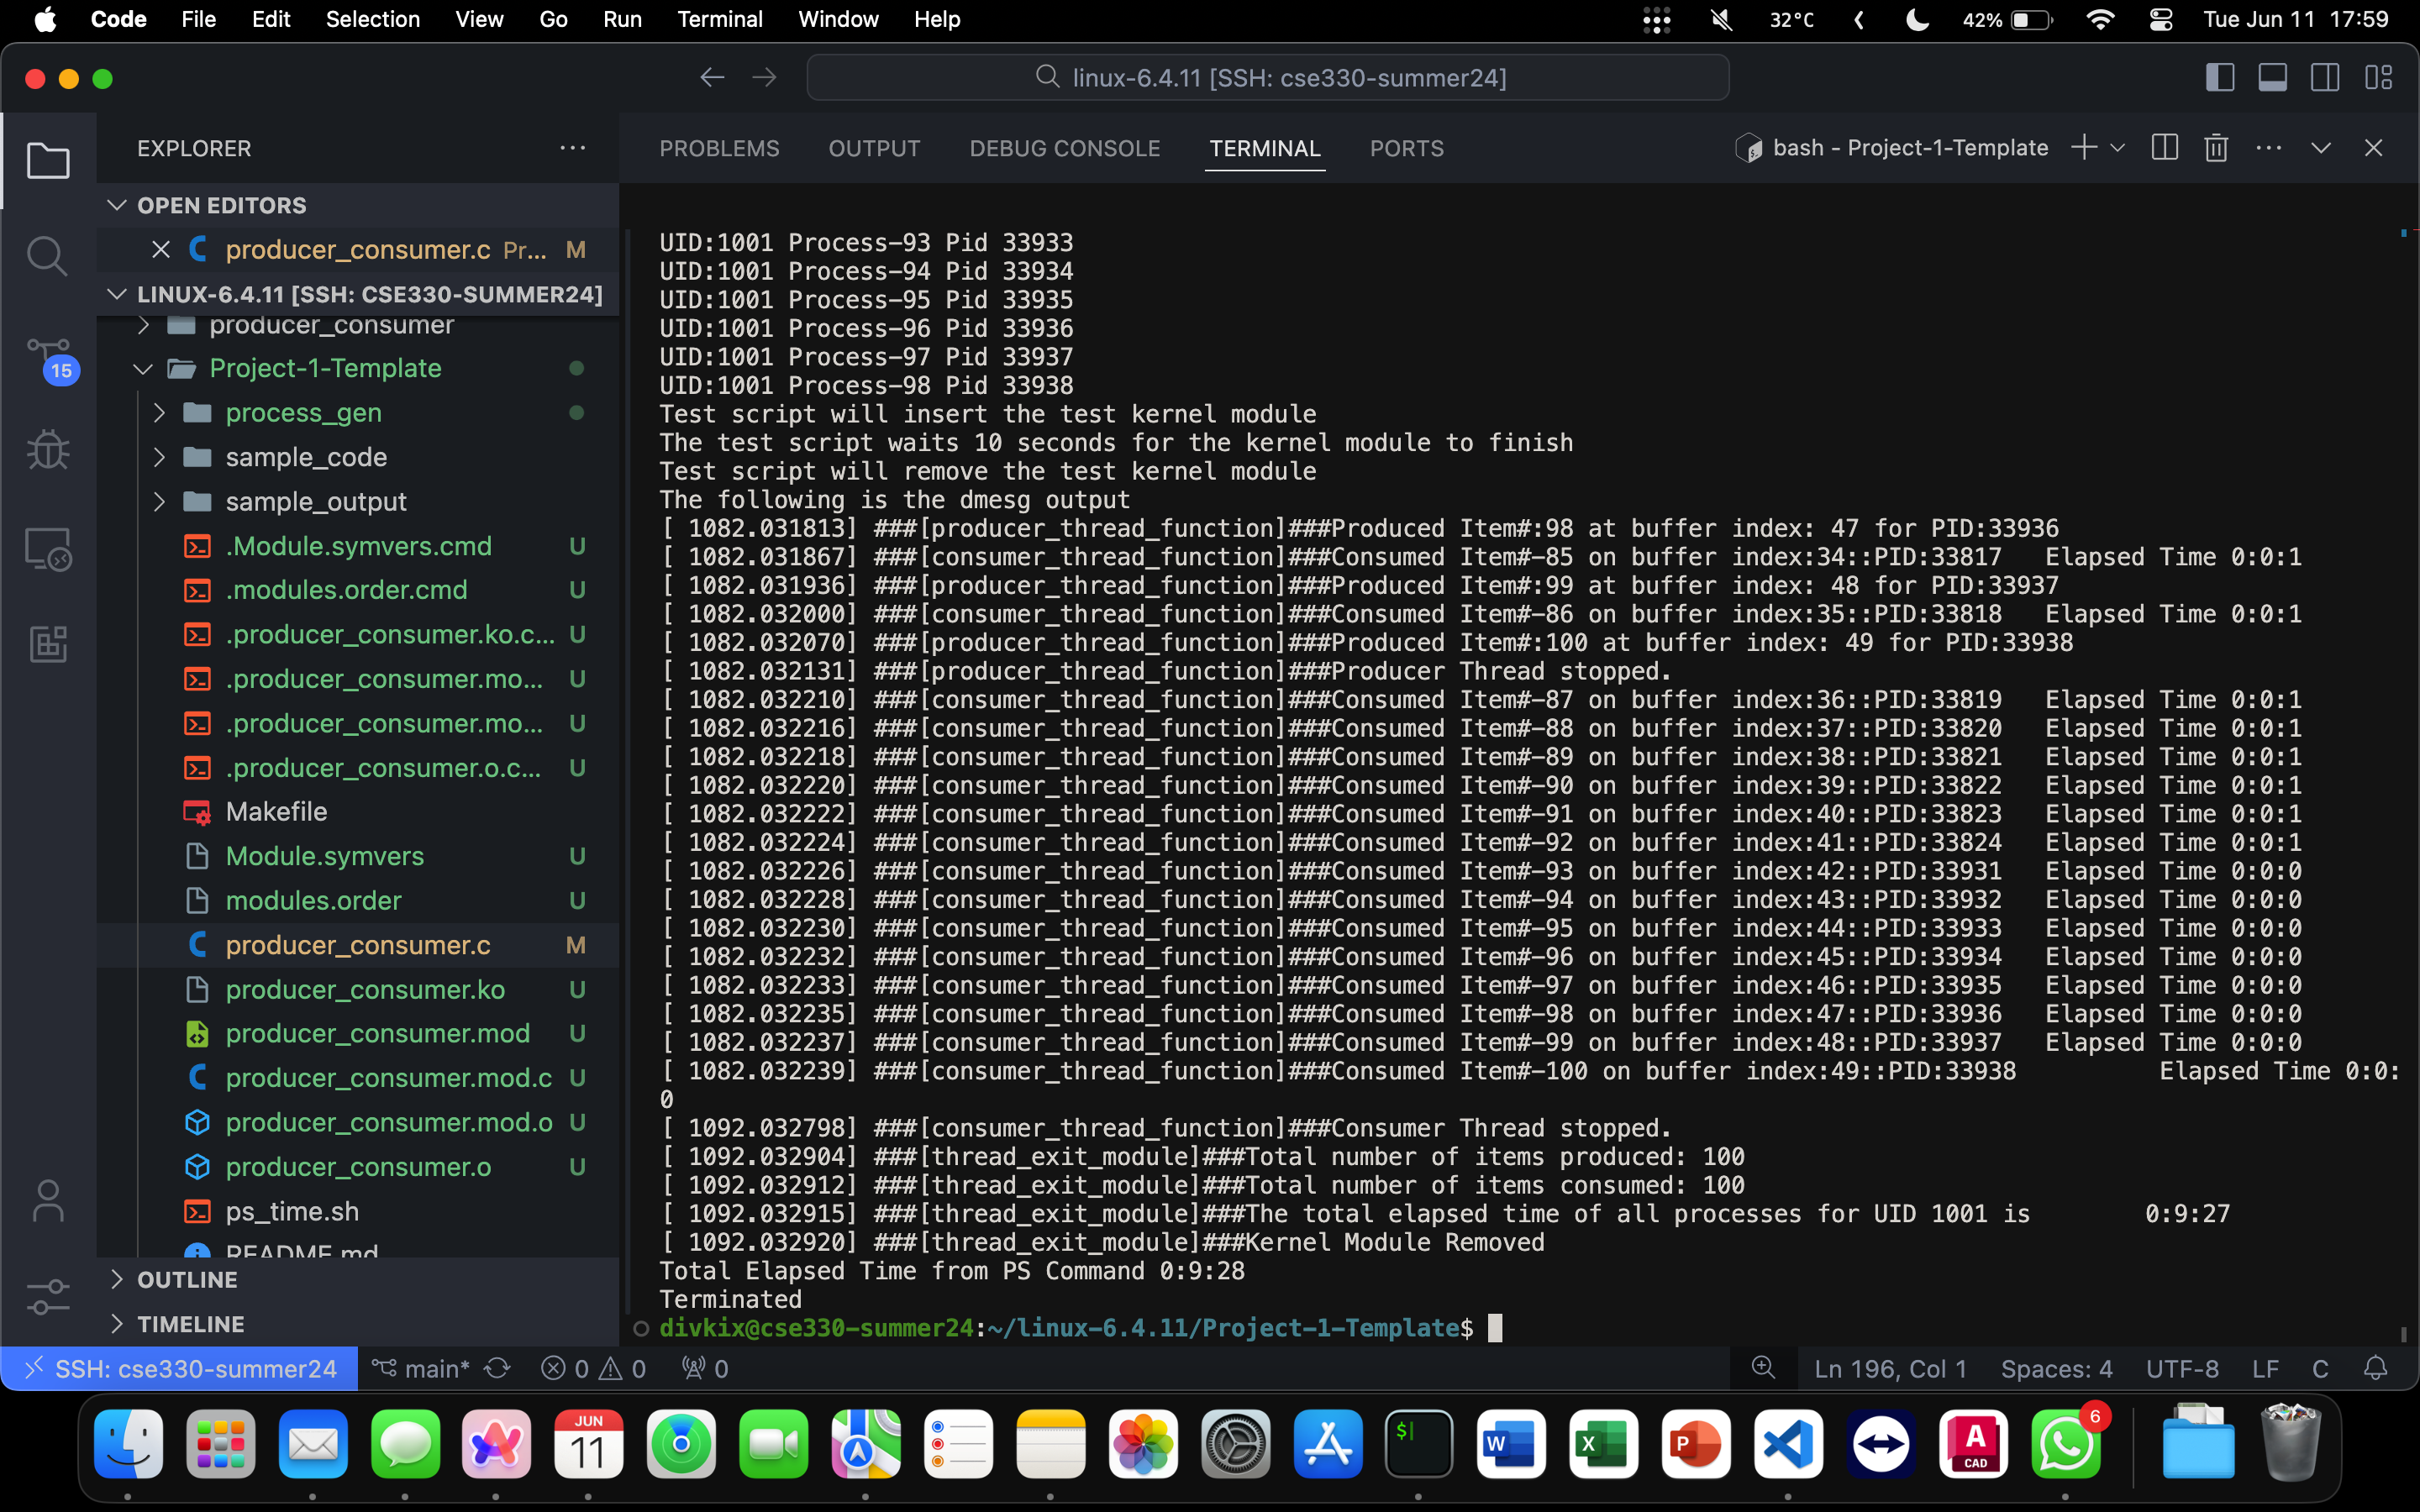 Code File Edit Selection View Go Run Terminal Window Help 32°C 42% Tue Jun 11 17:59
linux-6.4.11 [SSH: cse330-summer24]
EXPLORER
OPEN EDITORS
producer_consumer.c Pr... M
LINUX-6.4.11 [SSH: CSE330-SUMMER24]
producer_consumer
Project-1-Template
15
process_gen
sample_code
sample_output
.Module.symvers.cmd U
.modules.order.cmd U
.producer_consumer.ko.c... U
.producer_consumer.mo... U
.producer_consumer.mo... U
.producer_consumer.o.c... U
Makefile
Module.symvers U
modules.order U
producer_consumer.c M
producer_consumer.ko U
producer_consumer.mod U
producer_consumer.mod.c U
producer_consumer.mod.o U
producer_consumer.o U
ps_time.sh
README.md
OUTLINE
TIMELINE
PROBLEMS OUTPUT DEBUG CONSOLE TERMINAL PORTS bash - Project-1-Template
UID:1001 Process-93 Pid 33933
UID:1001 Process-94 Pid 33934
UID:1001 Process-95 Pid 33935
UID:1001 Process-96 Pid 33936
UID:1001 Process-97 Pid 33937
UID:1001 Process-98 Pid 33938
Test script will insert the test kernel module
The test script waits 10 seconds for the kernel module to finish
Test script will remove the test kernel module
The following is the dmesg output
[ 1082.031813] ###[producer_thread_function]###Produced Item#:98 at buffer index: 47 for PID:33936
[ 1082.031867] ###[consumer_thread_function]###Consumed Item#-85 on buffer index:34::PID:33817 Elapsed Time 0:0:1
[ 1082.031936] ###[producer_thread_function]###Produced Item#:99 at buffer index: 48 for PID:33937
[ 1082.032000] ###[consumer_thread_function]###Consumed Item#-86 on buffer index:35::PID:33818 Elapsed Time 0:0:1
[ 1082.032070] ###[producer_thread_function]###Produced Item#:100 at buffer index: 49 for PID:33938
[ 1082.032131] ###[producer_thread_function]###Producer Thread stopped.
[ 1082.032210] ###[consumer_thread_function]###Consumed Item#-87 on buffer index:36::PID:33819 Elapsed Time 0:0:1
[ 1082.032216] ###[consumer_thread_function]###Consumed Item#-88 on buffer index:37::PID:33820 Elapsed Time 0:0:1
[ 1082.032218] ###[consumer_thread_function]###Consumed Item#-89 on buffer index:38::PID:33821 Elapsed Time 0:0:1
[ 1082.032220] ###[consumer_thread_function]###Consumed Item#-90 on buffer index:39::PID:33822 Elapsed Time 0:0:1
[ 1082.032222] ###[consumer_thread_function]###Consumed Item#-91 on buffer index:40::PID:33823 Elapsed Time 0:0:1
[ 1082.032224] ###[consumer_thread_function]###Consumed Item#-92 on buffer index:41::PID:33824 Elapsed Time 0:0:1
[ 1082.032226] ###[consumer_thread_function]###Consumed Item#-93 on buffer index:42::PID:33931 Elapsed Time 0:0:0
[ 1082.032228] ###[consumer_thread_function]###Consumed Item#-94 on buffer index:43::PID:33932 Elapsed Time 0:0:0
[ 1082.032230] ###[consumer_thread_function]###Consumed Item#-95 on buffer index:44::PID:33933 Elapsed Time 0:0:0
[ 1082.032232] ###[consumer_thread_function]###Consumed Item#-96 on buffer index:45::PID:33934 Elapsed Time 0:0:0
[ 1082.032233] ###[consumer_thread_function]###Consumed Item#-97 on buffer index:46::PID:33935 Elapsed Time 0:0:0
[ 1082.032235] ###[consumer_thread_function]###Consumed Item#-98 on buffer index:47::PID:33936 Elapsed Time 0:0:0
[ 1082.032237] ###[consumer_thread_function]###Consumed Item#-99 on buffer index:48::PID:33937 Elapsed Time 0:0:0
[ 1082.032239] ###[consumer_thread_function]###Consumed Item#-100 on buffer index:49::PID:33938 Elapsed Time 0:0:
0
[ 1092.032798] ###[consumer_thread_function]###Consumer Thread stopped.
[ 1092.032904] ###[thread_exit_module]###Total number of items produced: 100
[ 1092.032912] ###[thread_exit_module]###Total number of items consumed: 100
[ 1092.032915] ###[thread_exit_module]###The total elapsed time of all processes for UID 1001 is 0:9:27
[ 1092.032920] ###[thread_exit_module]###Kernel Module Removed
Total Elapsed Time from PS Command 0:9:28
Terminated
divkix@cse330-summer24:~/linux-6.4.11/Project-1-Template$
SSH: cse330-summer24 main* 0 0 0 Ln 196, Col 1 Spaces: 4 UTF-8 LF C
JUN
11
$
W
X
P
A
CAD
6